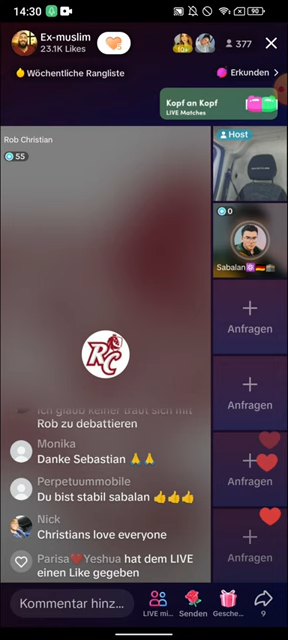 14:30
90
Ex-muslim
23.1K Likes
10+
377
Wöchentliche Rangliste
Erkunden
Kopf an Kopf
LIVE Matches
Rob Christian
55
Host
RC
0
Sabalan
Anfragen
Anfragen
Anfragen
Anfragen
Ich glaub keiner traut sich mit
Rob zu debattieren
Monika
Danke Sebastian 🙏🙏
Perpetuummobile
Du bist stabil sabalan 👍👍👍
Nick
Christians love everyone
Parisa❤️Yeshua hat dem LIVE
einen Like gegeben
Kommentar hinz...
LIVE mi...
Senden
Gesche...
9